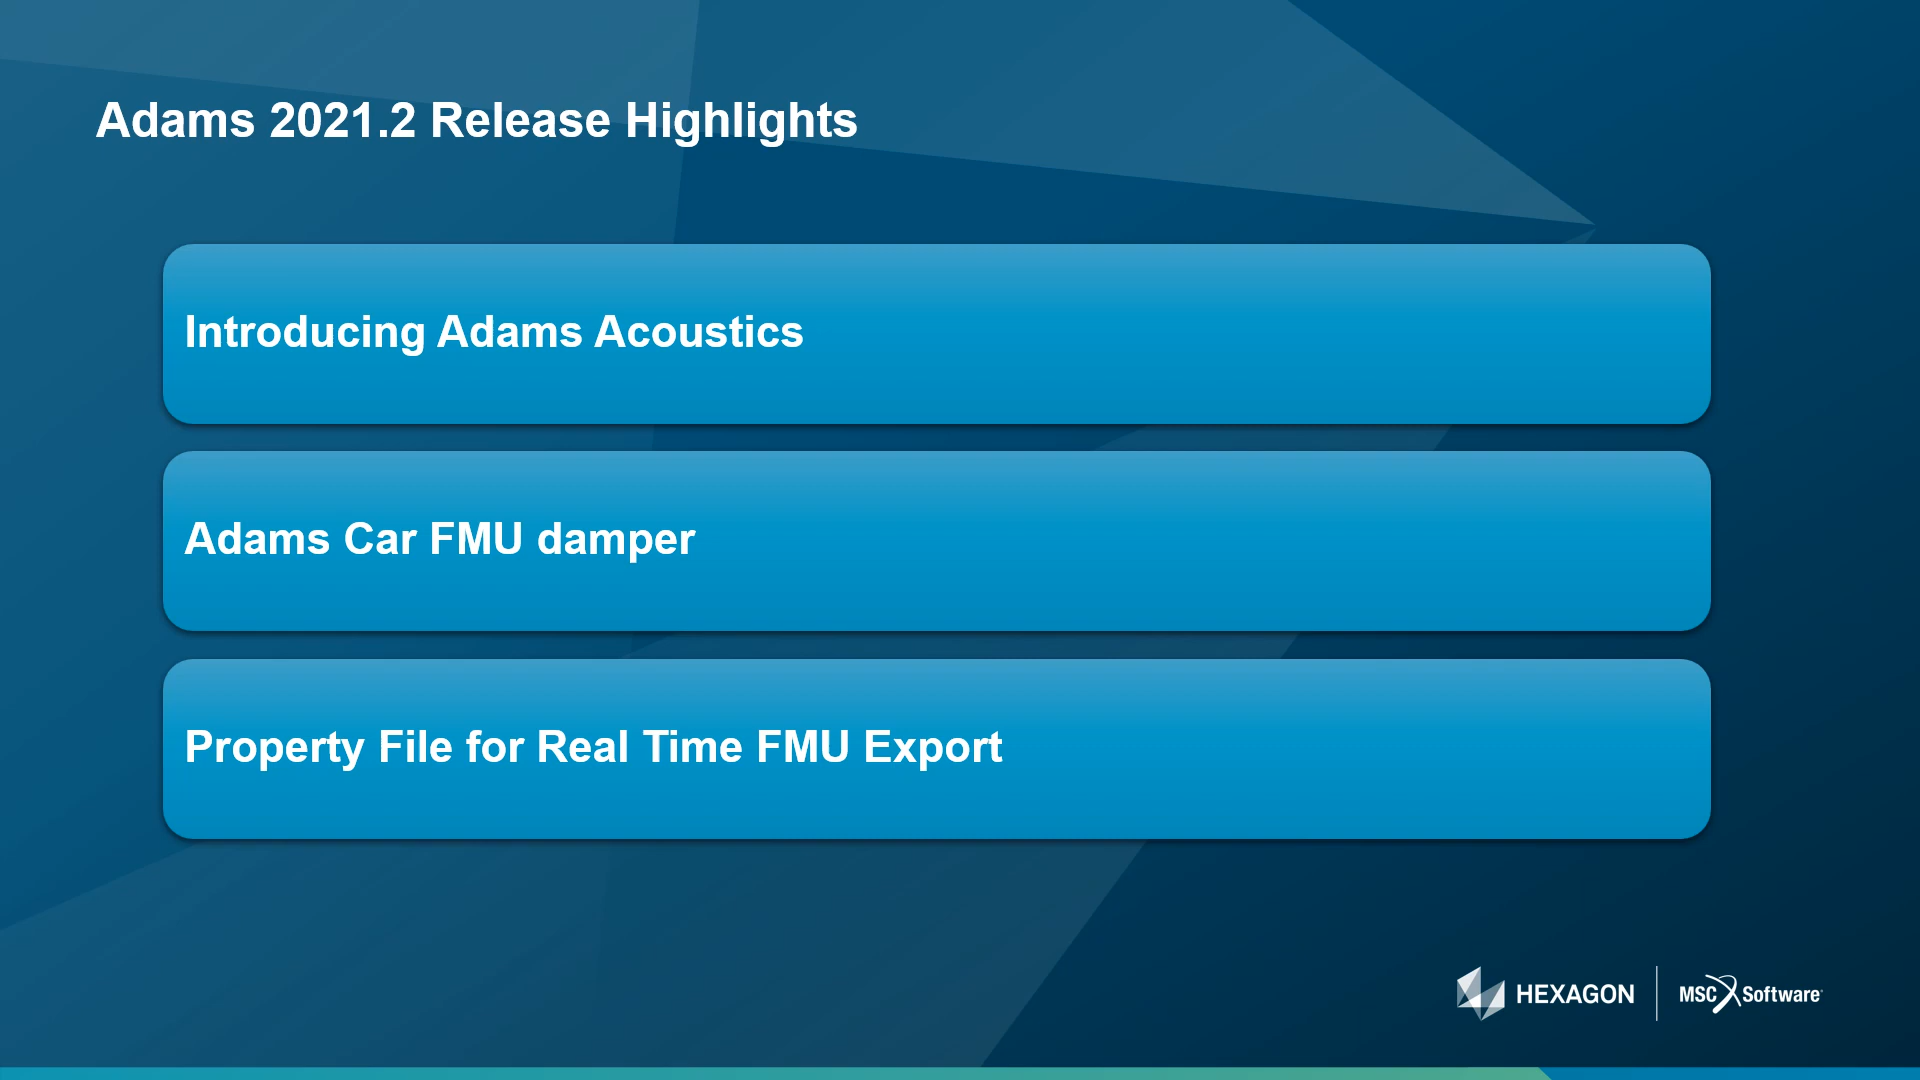 Adams 2021.2 Release Highlights
Introducing Adams Acoustics
Adams Car FMU damper
Property File for Real Time FMU Export
HEXAGON
MSC Software